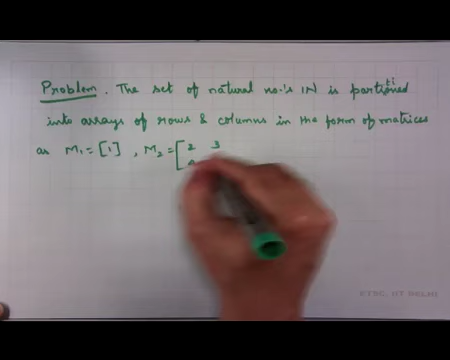 Problem. The set of natural no.'s IN is partitioned
into arrays of rows & columns in the form of matrices
as M₁ = [1] , M₂ = [2 3
ETSC, IIT DELHI